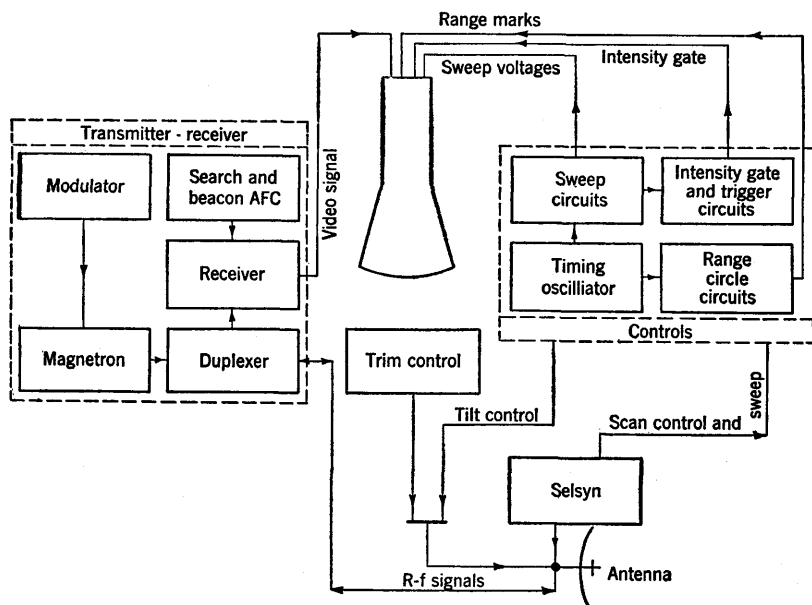 Range marks
Intensity gate
Sweep voltages
Transmitter - receiver
Modulator
Search and
beacon AFC
Video signal
Receiver
Magnetron
Duplexer
Sweep
circuits
Intensity gate
and trigger
circuits
Timing
oscilliator
Range
circle
circuits
Controls
Trim control
Tilt control
Scan control and sweep
Selsyn
R-f signals
Antenna